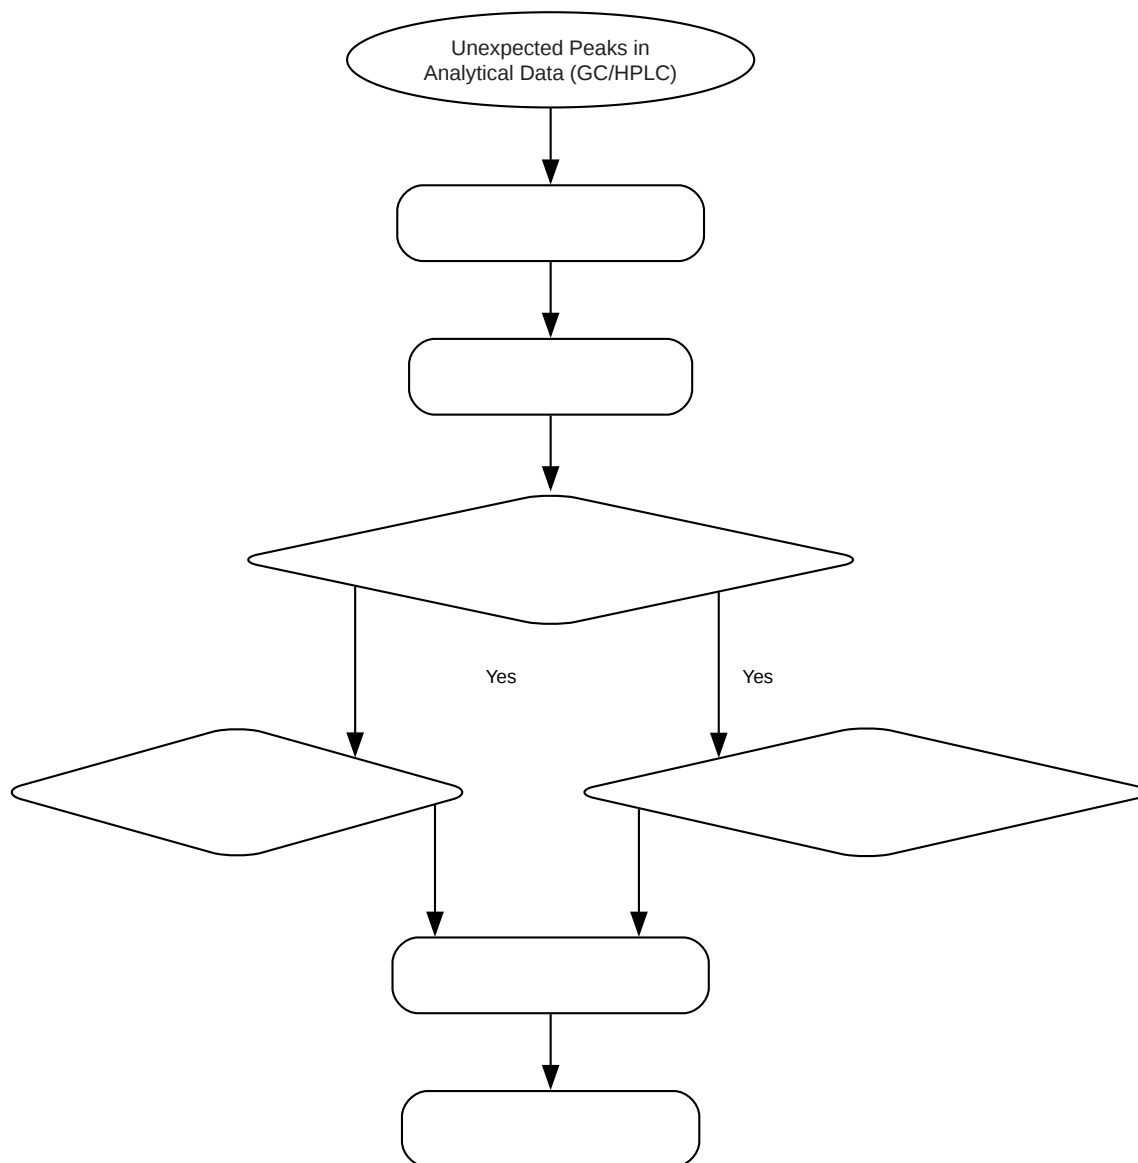 Unexpected Peaks in
Analytical Data (GC/HPLC)
Yes
Yes